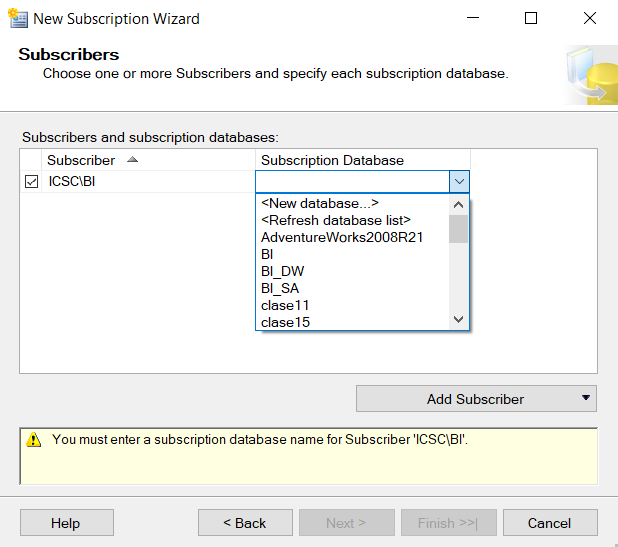 New Subscription Wizard
Subscribers
Choose one or more Subscribers and specify each subscription database.
Subscribers and subscription databases:
Subscriber Subscription Database
ICSC\BI
<New database...>
<Refresh database list>
AdventureWorks2008R21
BI
BI_DW
BI_SA
clase11
clase15
Add Subscriber
You must enter a subscription database name for Subscriber 'ICSC\BI'.
Help < Back Next > Finish >>| Cancel